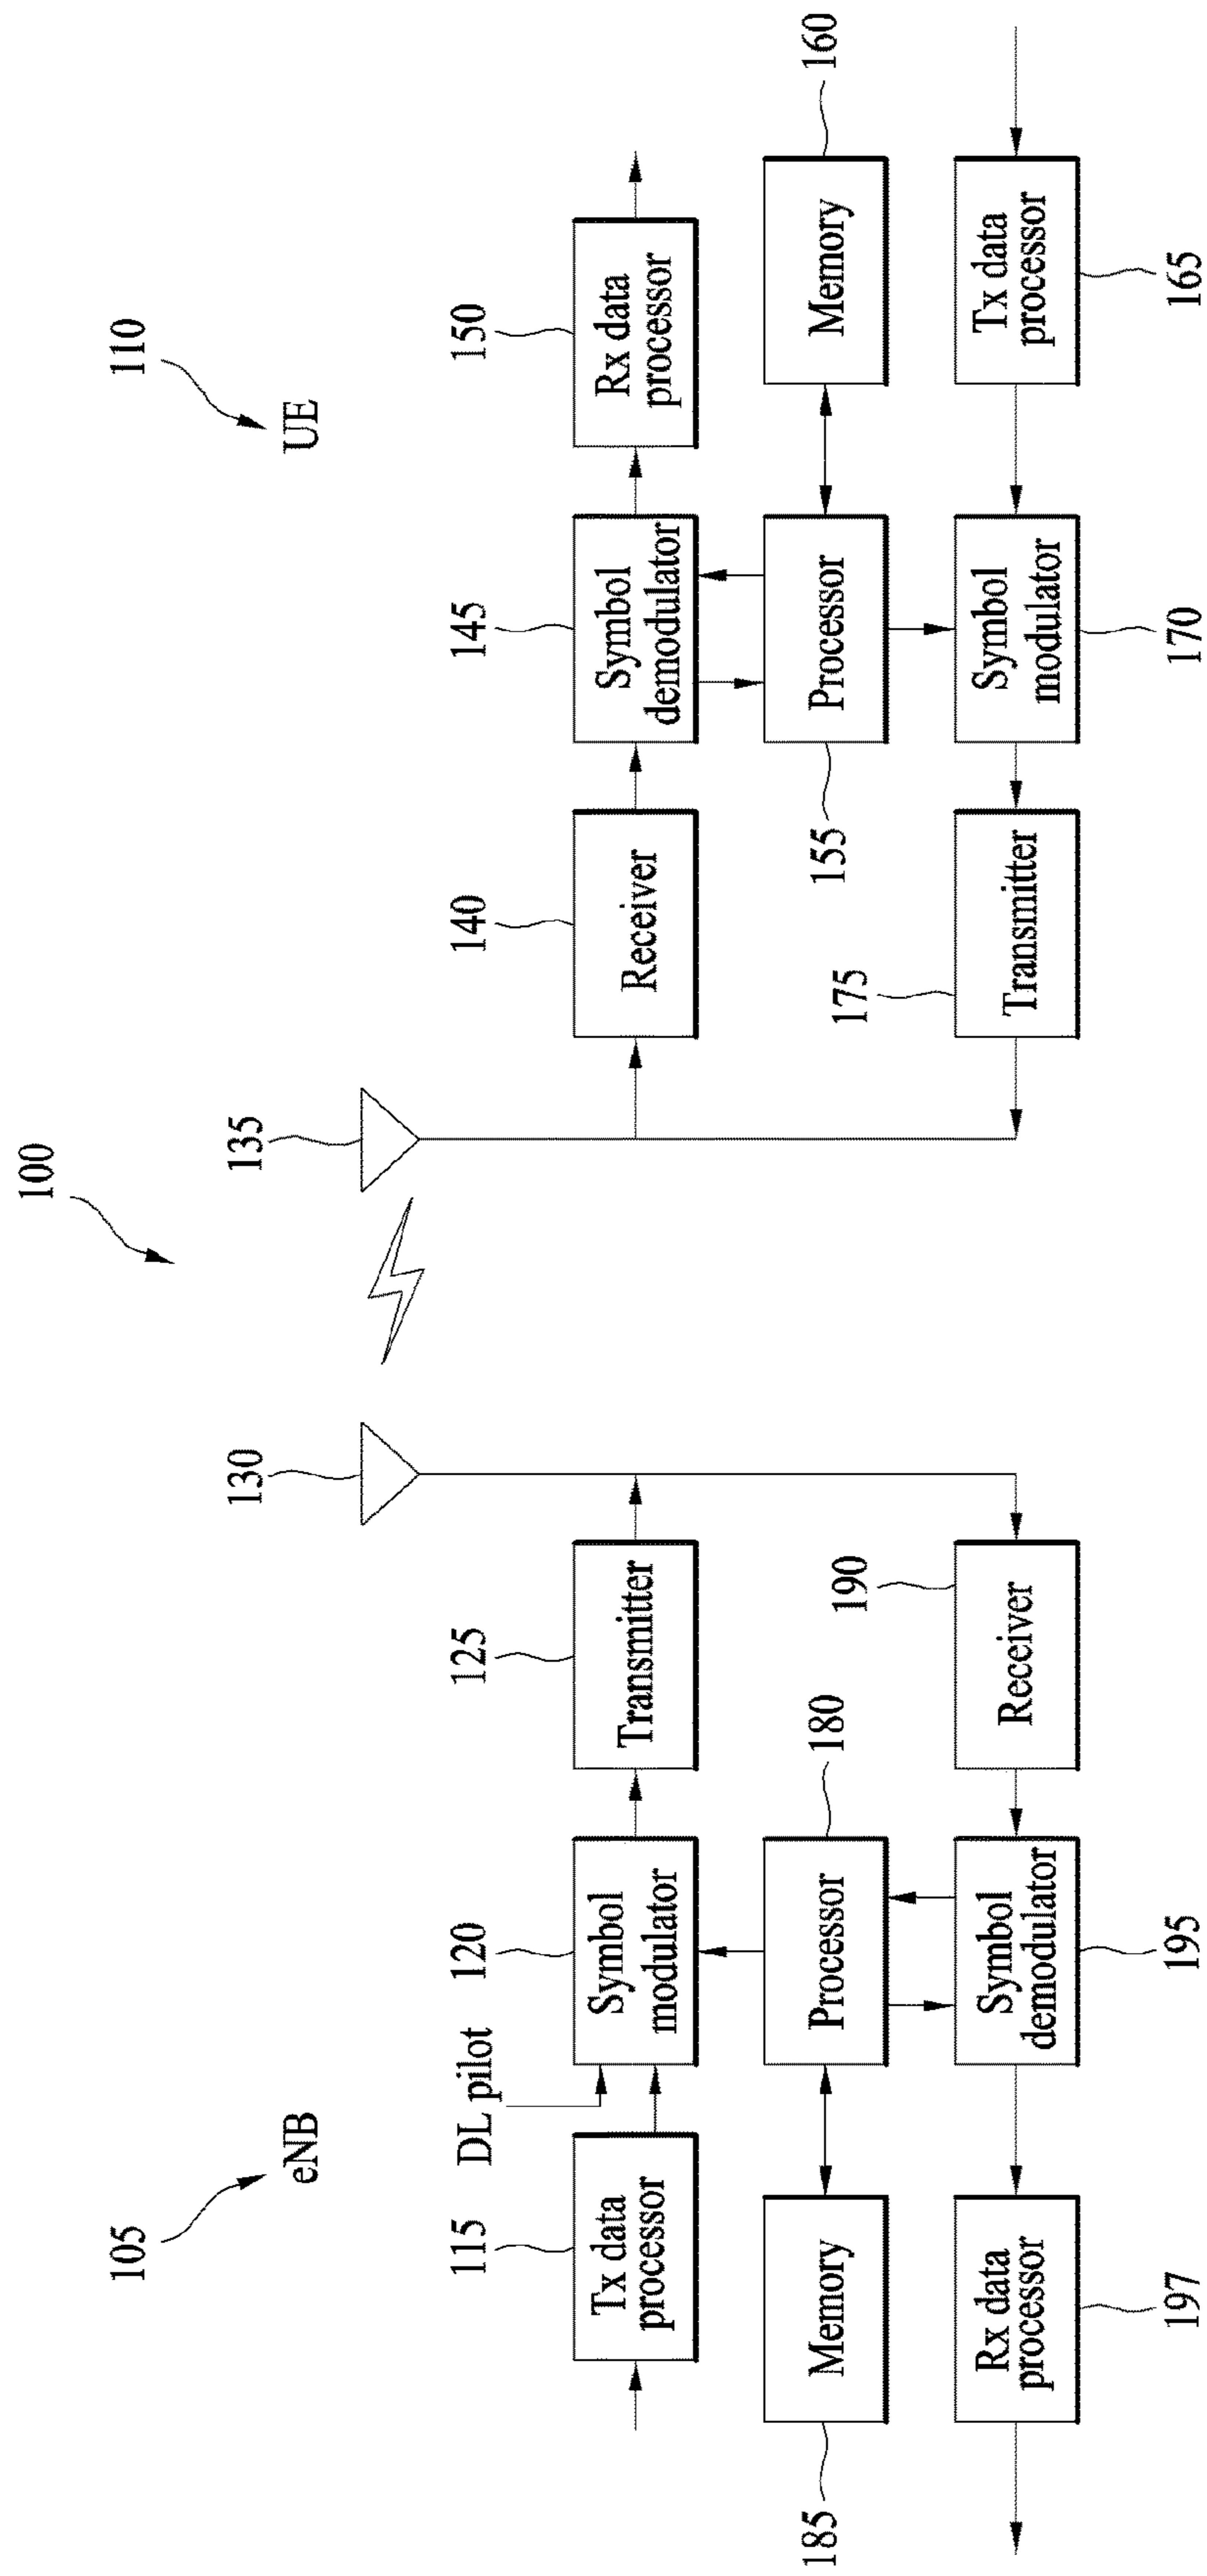 100
105
eNB
110
UE
115
Tx data
processor
DL pilot
120
Symbol
modulator
125
Transmitter
130
135
140
Receiver
145
Symbol
demodulator
150
Rx data
processor
185
Memory
180
Processor
155
Processor
160
Memory
197
Rx data
processor
195
Symbol
demodulator
190
Receiver
175
Transmitter
170
Symbol
modulator
165
Tx data
processor